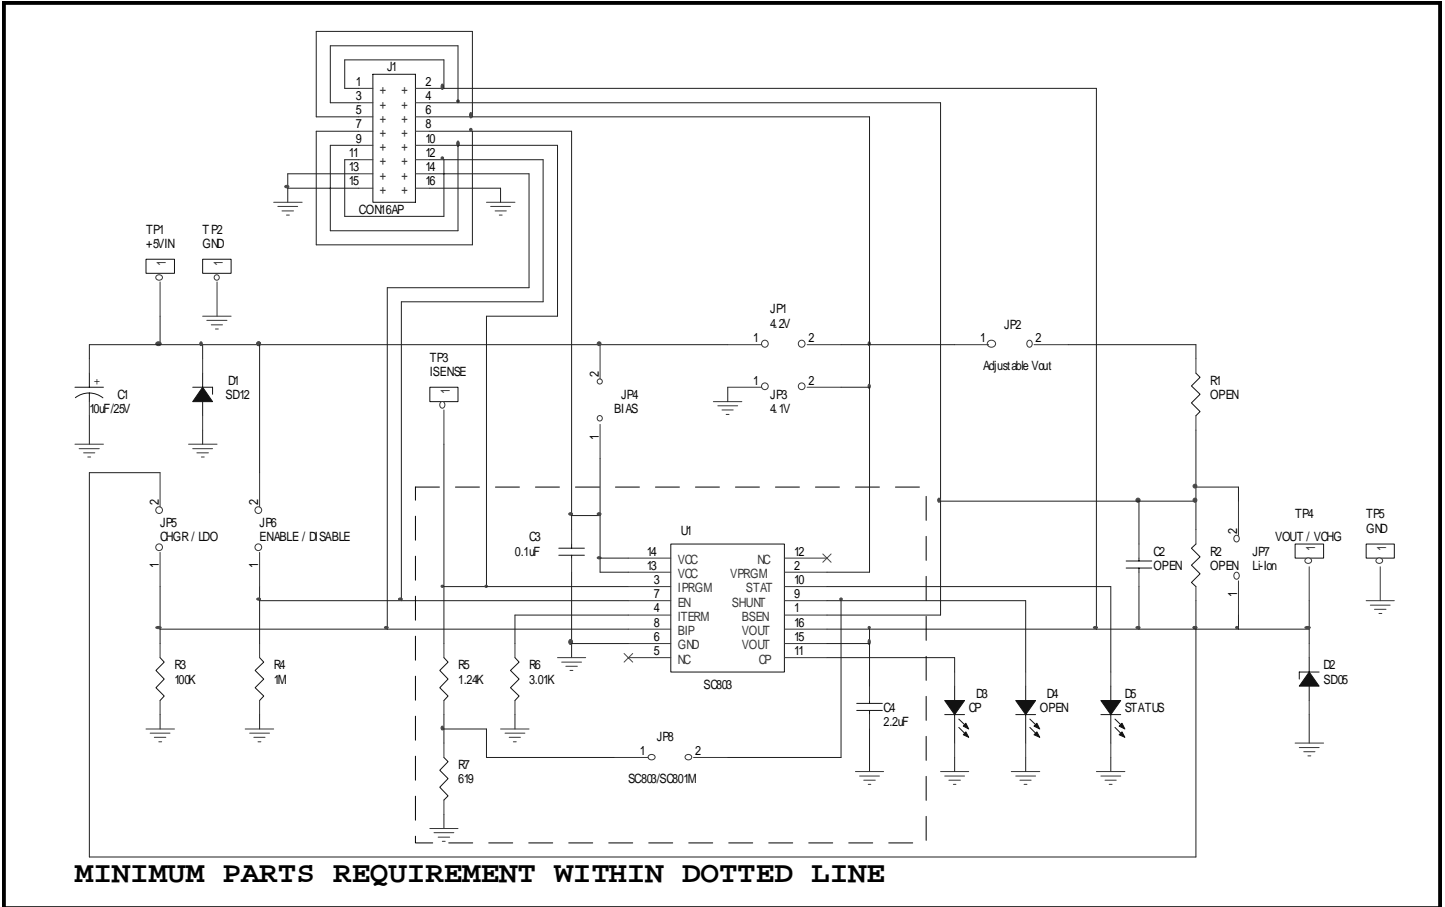 J1
1 2
3 4
5 6
7 8
9 10
11 12
13 14
15 16
CON16AP
TP1
+5VIN
TP2
GND
JP1
4.2V
1 2
JP2
1 2
Adjustable Vout
TP3
ISENSE
1
D1
SD12
+
C1
10uF/25V
2
JP4
BIAS
1
1 2
JP3
4.1V
R1
OPEN
2
JP5
CHGR / LDO
1
2
JP6
ENABLE / DISABLE
1
C3
0.1uF
U1
14 VCC NC 12
13 VCC VPRGM 2
3 IPRGM STAT 10
7 EN SHUNT 9
4 ITERM BSEN 1
8 BIP VOUT 16
6 GND VOUT 15
5 NC CP 11
SC803
C2
OPEN
R2
OPEN
2
JP7
Li-Ion
1
TP4
VOUT / VCHG
1
TP5
GND
1
R3
100K
R4
1M
R5
1.24K
R6
3.01K
C4
2.2uF
D3
CP
D4
OPEN
D5
STATUS
D2
SD05
R7
619
JP8
1 2
SC803/SC801M
MINIMUM PARTS REQUIREMENT WITHIN DOTTED LINE